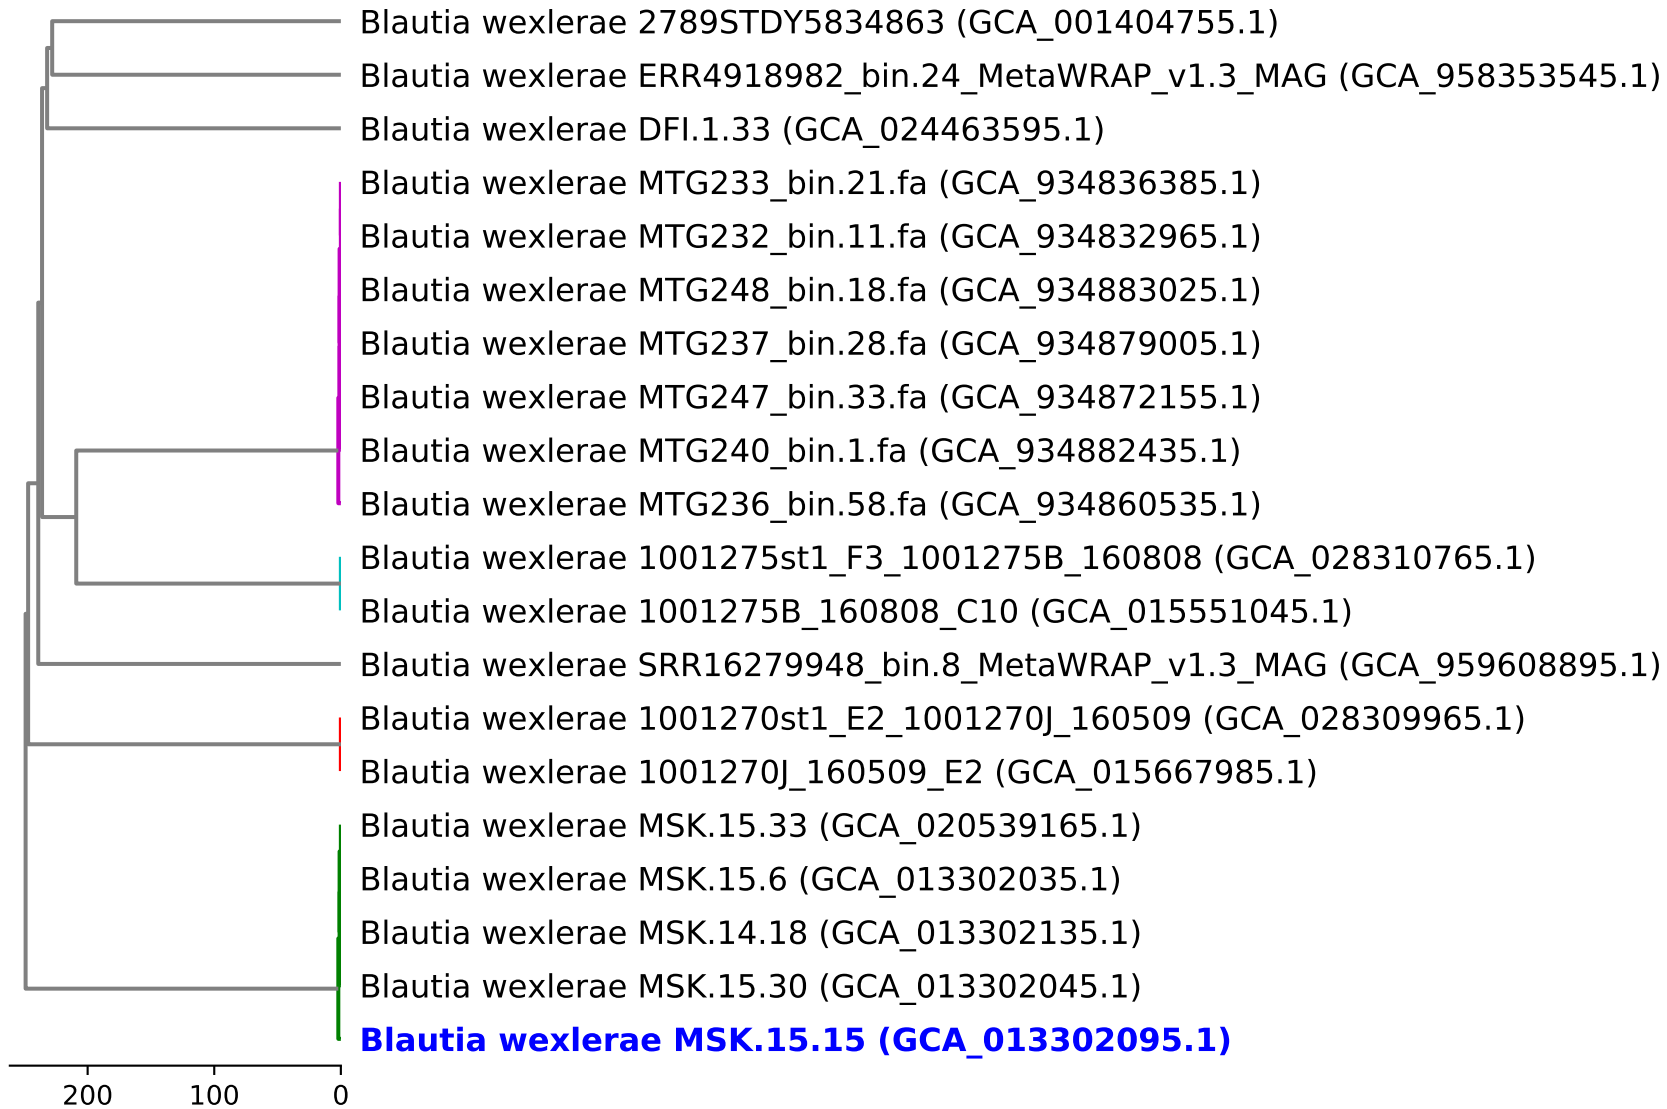 Blautia wexlerae 2789STDY5834863 (GCA_001404755.1)
Blautia wexlerae ERR4918982_bin.24_MetaWRAP_v1.3_MAG (GCA_958353545.1)
Blautia wexlerae DFI.1.33 (GCA_024463595.1)
Blautia wexlerae MTG233_bin.21.fa (GCA_934836385.1)
Blautia wexlerae MTG232_bin.11.fa (GCA_934832965.1)
Blautia wexlerae MTG248_bin.18.fa (GCA_934883025.1)
Blautia wexlerae MTG237_bin.28.fa (GCA_934879005.1)
Blautia wexlerae MTG247_bin.33.fa (GCA_934872155.1)
Blautia wexlerae MTG240_bin.1.fa (GCA_934882435.1)
Blautia wexlerae MTG236_bin.58.fa (GCA_934860535.1)
Blautia wexlerae 1001275st1_F3_1001275B_160808 (GCA_028310765.1)
Blautia wexlerae 1001275B_160808_C10 (GCA_015551045.1)
Blautia wexlerae SRR16279948_bin.8_MetaWRAP_v1.3_MAG (GCA_959608895.1)
Blautia wexlerae 1001270st1_E2_1001270J_160509 (GCA_028309965.1)
Blautia wexlerae 1001270J_160509_E2 (GCA_015667985.1)
Blautia wexlerae MSK.15.33 (GCA_020539165.1)
Blautia wexlerae MSK.15.6 (GCA_013302035.1)
Blautia wexlerae MSK.14.18 (GCA_013302135.1)
Blautia wexlerae MSK.15.30 (GCA_013302045.1)
Blautia wexlerae MSK.15.15 (GCA_013302095.1)
200 100 0